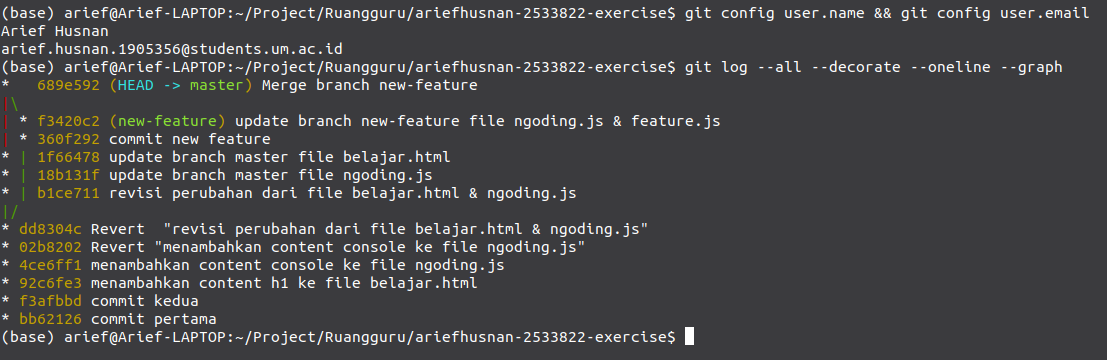 (base) arief@Arief-LAPTOP:~/Project/Ruangguru/ariefhusnan-2533822-exercise$ git config user.name && git config user.email
Arief Husnan
arief.husnan.1905356@students.um.ac.id
(base) arief@Arief-LAPTOP:~/Project/Ruangguru/ariefhusnan-2533822-exercise$ git log --all --decorate --oneline --graph
*   689e592 (HEAD -> master) Merge branch new-feature
|\
| * f3420c2 (new-feature) update branch new-feature file ngoding.js & feature.js
| * 360f292 commit new feature
* | 1f66478 update branch master file belajar.html
* | 18b131f update branch master file ngoding.js
* | b1ce711 revisi perubahan dari file belajar.html & ngoding.js
|/
* dd8304c Revert  "revisi perubahan dari file belajar.html & ngoding.js"
* 02b8202 Revert "menambahkan content console ke file ngoding.js"
* 4ce6ff1 menambahkan content console ke file ngoding.js
* 92c6fe3 menambahkan content h1 ke file belajar.html
* f3afbbd commit kedua
* bb62126 commit pertama
(base) arief@Arief-LAPTOP:~/Project/Ruangguru/ariefhusnan-2533822-exercise$